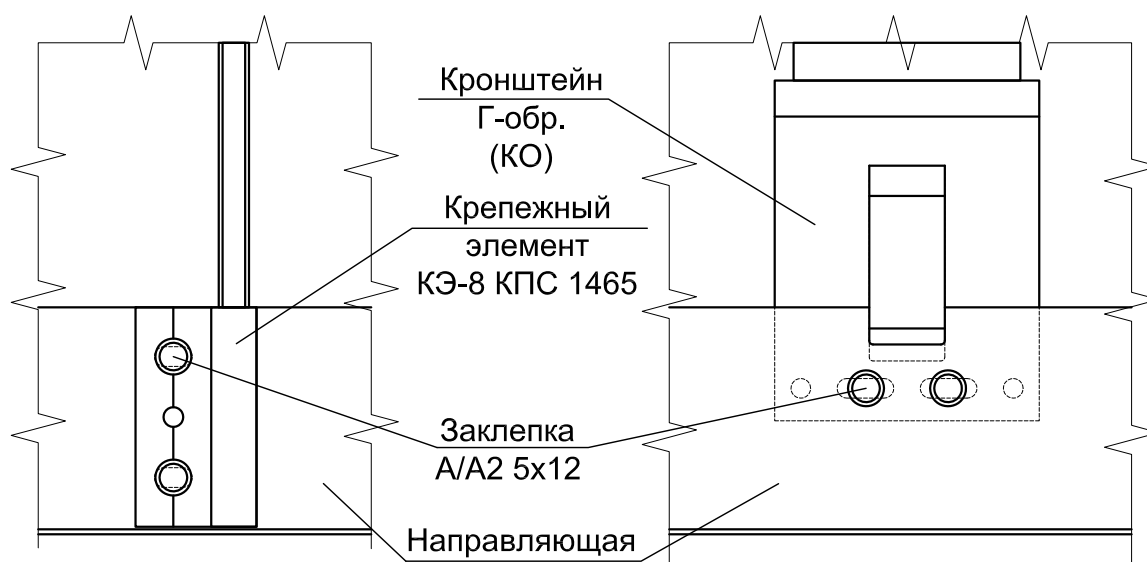 Кронштейн
Г-обр.
(КО)
Крепежный
элемент
КЭ-8 КПС 1465
Заклепка
А/А2 5х12
Направляющая